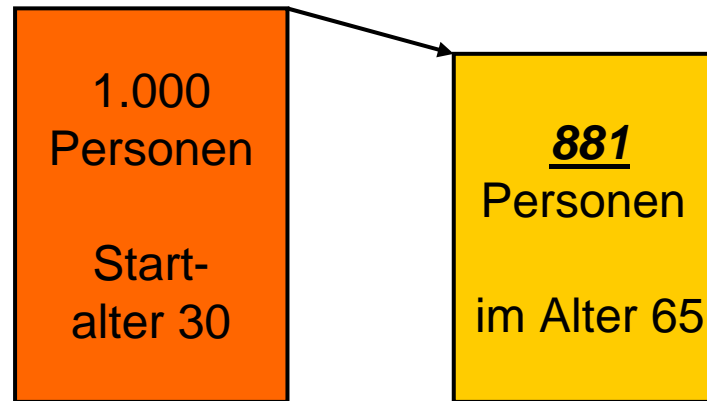 1.000
Personen
Start-
alter 30
881
Personen
im Alter 65